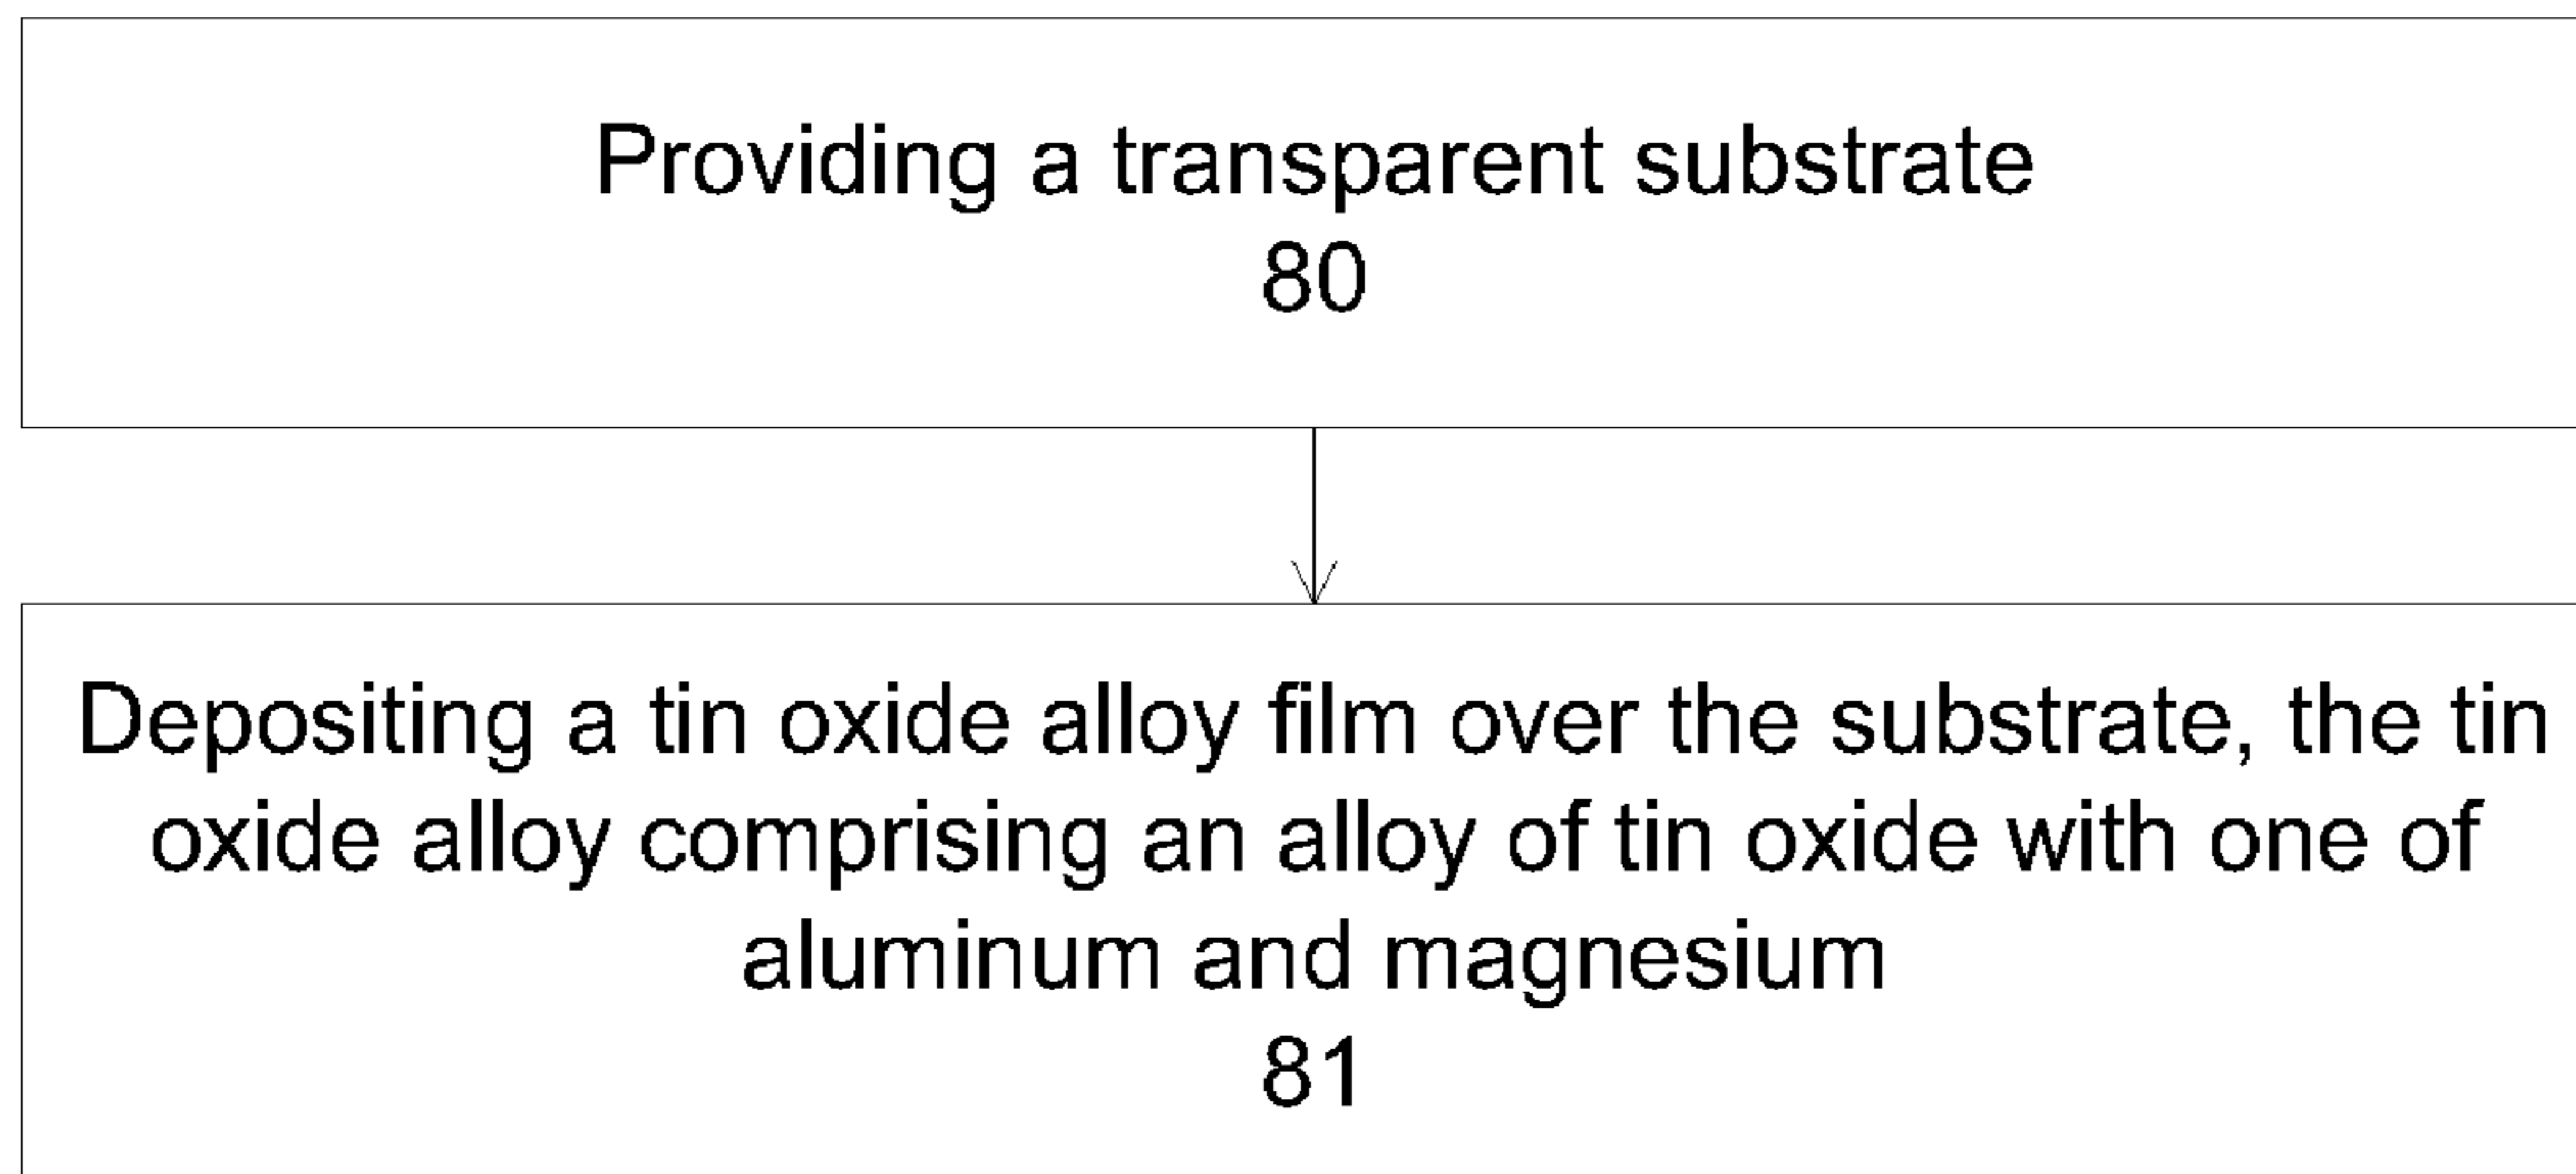 Providing a transparent substrate
80
Depositing a tin oxide alloy film over the substrate, the tin
oxide alloy comprising an alloy of tin oxide with one of
aluminum and magnesium
81